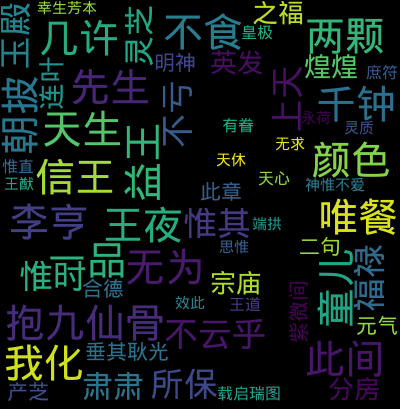 幸生芳本
之福
玉殿
几许
灵芝
不食
皇极
两颗
明神
英发
煌煌
庶符
莲叶
先生
上天
千钟
朝披
不亏
永荷
天生
有眷
灵质
无求
惟直
信王
益王
天休
颜色
王猷
天心
神惟不爱
此章
李亨
王夜
惟其
端拱
唯餐
思惟
二句
惟时
一品
无为
童儿
福禄
合德
宗庙
效此
王道
紫微间
元气
抱九仙骨
不云乎
我化
垂其耿光
此间
产芝
肃肃
所保
载启瑞图
分房